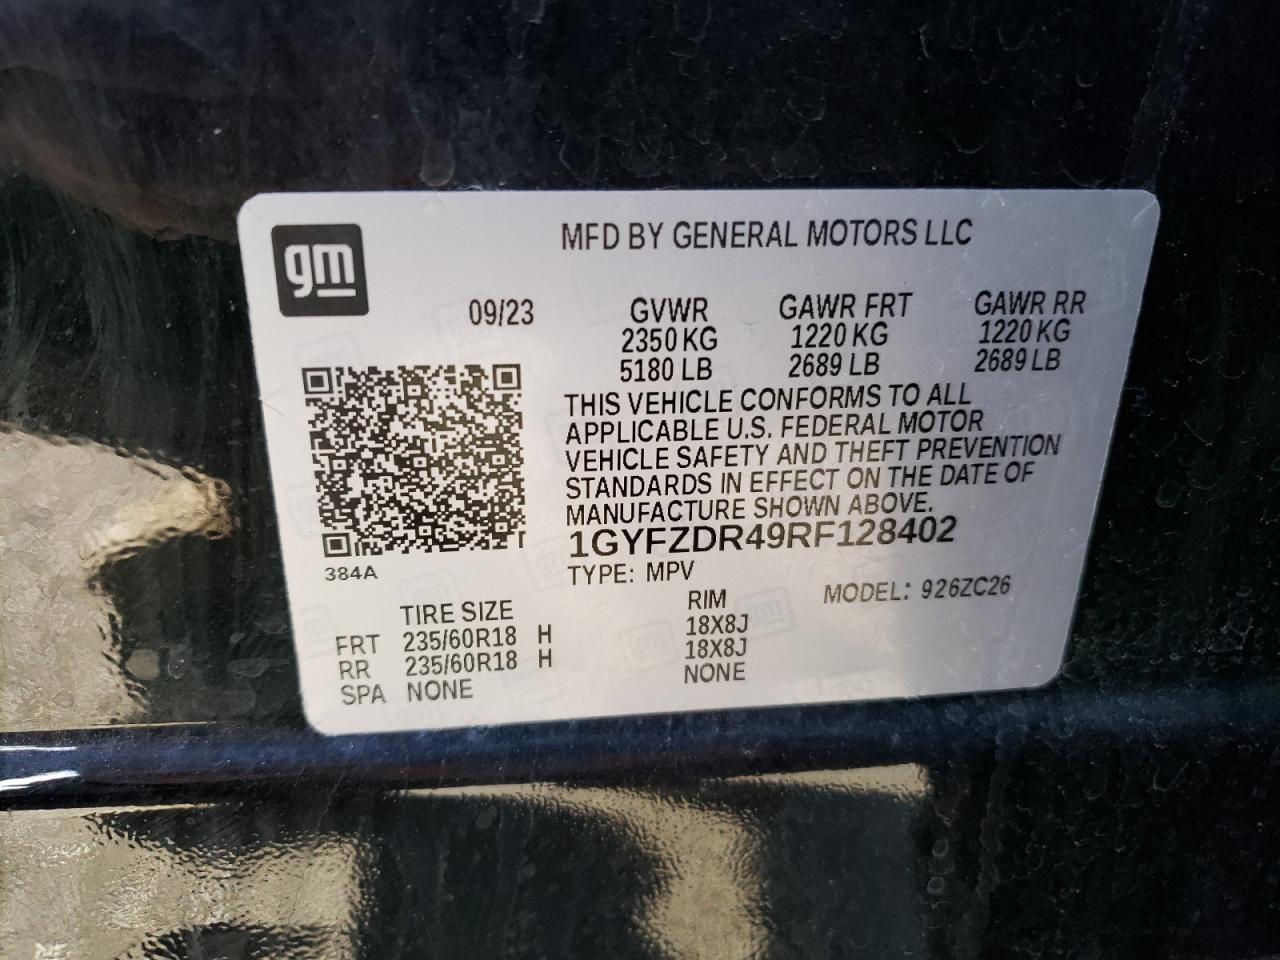 gm
MFD BY GENERAL MOTORS LLC
09/23 GVWR GAWR FRT GAWR RR
2350 KG 1220 KG 1220 KG
5180 LB 2689 LB 2689 LB
THIS VEHICLE CONFORMS TO ALL
APPLICABLE U.S. FEDERAL MOTOR
VEHICLE SAFETY AND THEFT PREVENTION
STANDARDS IN EFFECT ON THE DATE OF
MANUFACTURE SHOWN ABOVE.
1GYFZDR49RF128402
384A
TYPE: MPV MODEL: 926ZC26
TIRE SIZE RIM
FRT 235/60R18 H 18X8J
RR 235/60R18 H 18X8J
SPA NONE NONE